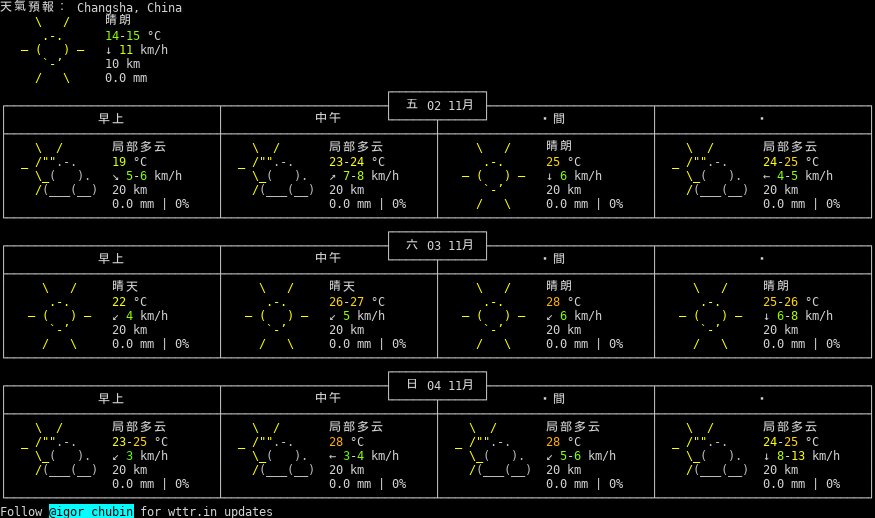 天氣預報： Changsha, China
晴朗
14-15 °C
↓ 11 km/h
10 km
0.0 mm
五 02 11月
早上 中午 ・間 ・
局部多云 局部多云 晴朗 局部多云
19 °C 23-24 °C 25 °C 24-25 °C
↘ 5-6 km/h ↗ 7-8 km/h ↓ 6 km/h ← 4-5 km/h
20 km 20 km 20 km 20 km
0.0 mm | 0% 0.0 mm | 0% 0.0 mm | 0% 0.0 mm | 0%
六 03 11月
早上 中午 ・間 ・
晴天 晴天 晴朗 晴朗
22 °C 26-27 °C 28 °C 25-26 °C
↙ 4 km/h ↙ 5 km/h ↙ 6 km/h ↓ 6-8 km/h
20 km 20 km 20 km 20 km
0.0 mm | 0% 0.0 mm | 0% 0.0 mm | 0% 0.0 mm | 0%
日 04 11月
早上 中午 ・間 ・
局部多云 局部多云 局部多云 局部多云
23-25 °C 28 °C 28 °C 24-25 °C
↙ 3 km/h ← 3-4 km/h ↙ 5-6 km/h ↓ 8-13 km/h
20 km 20 km 20 km 20 km
0.0 mm | 0% 0.0 mm | 0% 0.0 mm | 0% 0.0 mm | 0%
Follow @igor_chubin for wttr.in updates